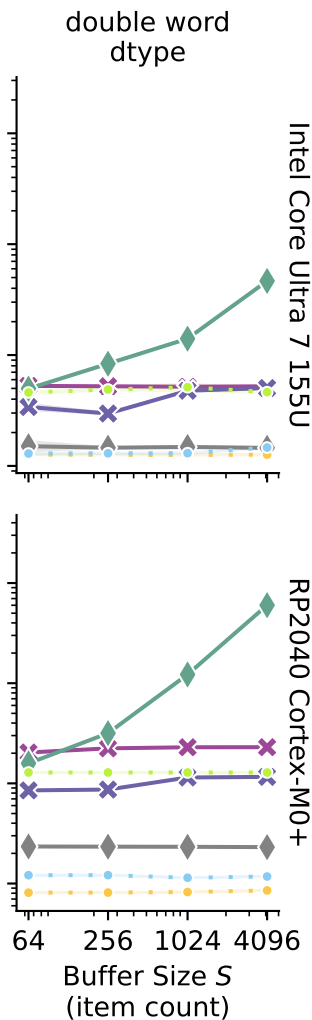 double word
dtype
Intel Core Ultra 7 155U
RP2040 Cortex-M0+
64 256 1024 4096
Buffer Size S
(item count)